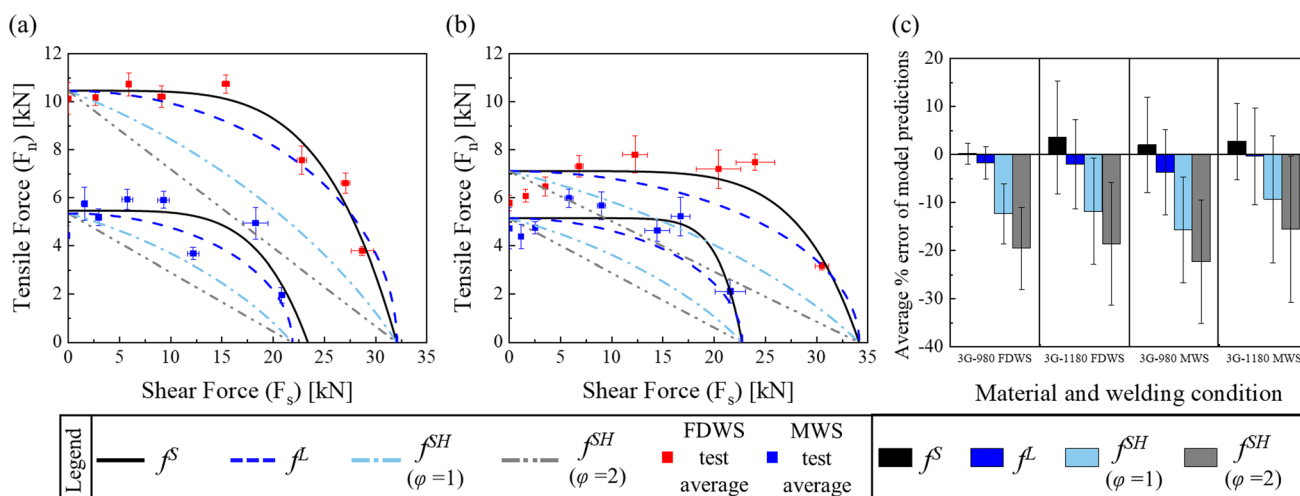 (a)
Tensile Force (Fn) [kN]
12
10
8
6
4
2
0
0 5 10 15 20 25 30 35
Shear Force (Fs) [kN]
(b)
Tensile Force (Fn) [kN]
12
10
8
6
4
2
0
0 5 10 15 20 25 30 35
Shear Force (Fs) [kN]
(c)
Average % error of model predictions
20
10
0
-10
-20
-30
-40
3G-980 FDWS 3G-1180 FDWS 3G-980 MWS 3G-1180 MWS
Material and welding condition
Legend
f^S
f^L
f^SH
(φ=1)
f^SH
(φ=2)
FDWS
test
average
MWS
test
average
f^S
f^L
f^SH
(φ=1)
f^SH
(φ=2)